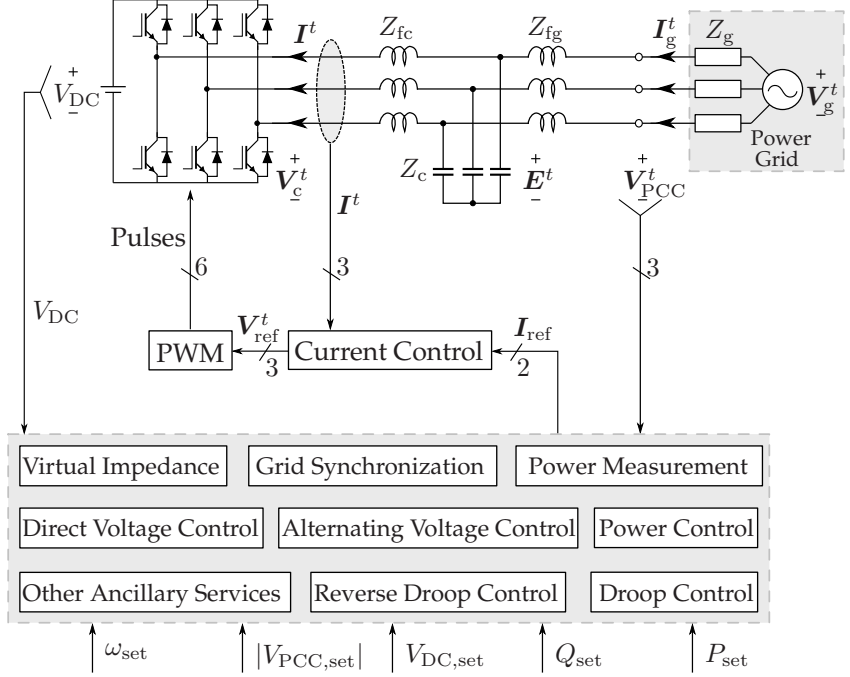 I^t
Z_fc
Z_fg
I_g^t
Z_g
+
V_DC
-
+
V_c^t
-
Z_c
+
E^t
-
+
V_PCC^t
-
+
V_g^t
-
Power
Grid
I^t
Pulses
6
3
3
V_DC
V_ref^t
I_ref
PWM
3
Current Control
2
Virtual Impedance
Grid Synchronization
Power Measurement
Direct Voltage Control
Alternating Voltage Control
Power Control
Other Ancillary Services
Reverse Droop Control
Droop Control
ω_set
|V_PCC,set|
V_DC,set
Q_set
P_set